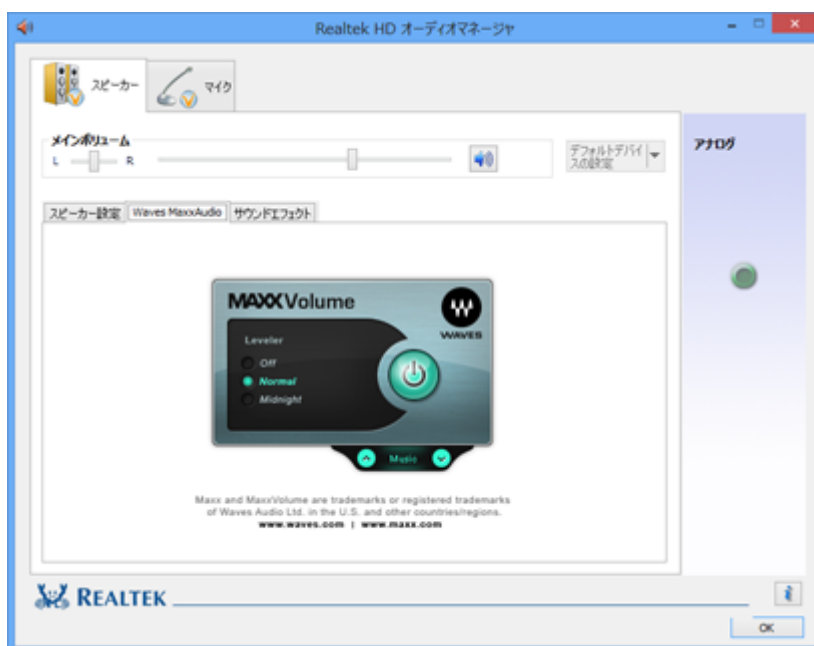 Realtek HD オーディオマネージャ
スピーカー
マイク
メインボリューム
L R
デフォルトデバイ
スの設定
アナログ
スピーカー設定 Waves MaxxAudio サウンドエフェクト
MAXXVolume
WAVES
Leveler
Off
Normal
Midnight
Music
Maxx and MaxxVolume are trademarks or registered trademarks
of Waves Audio Ltd. in the U.S. and other countries/regions.
www.waves.com | www.maxx.com
REALTEK
OK